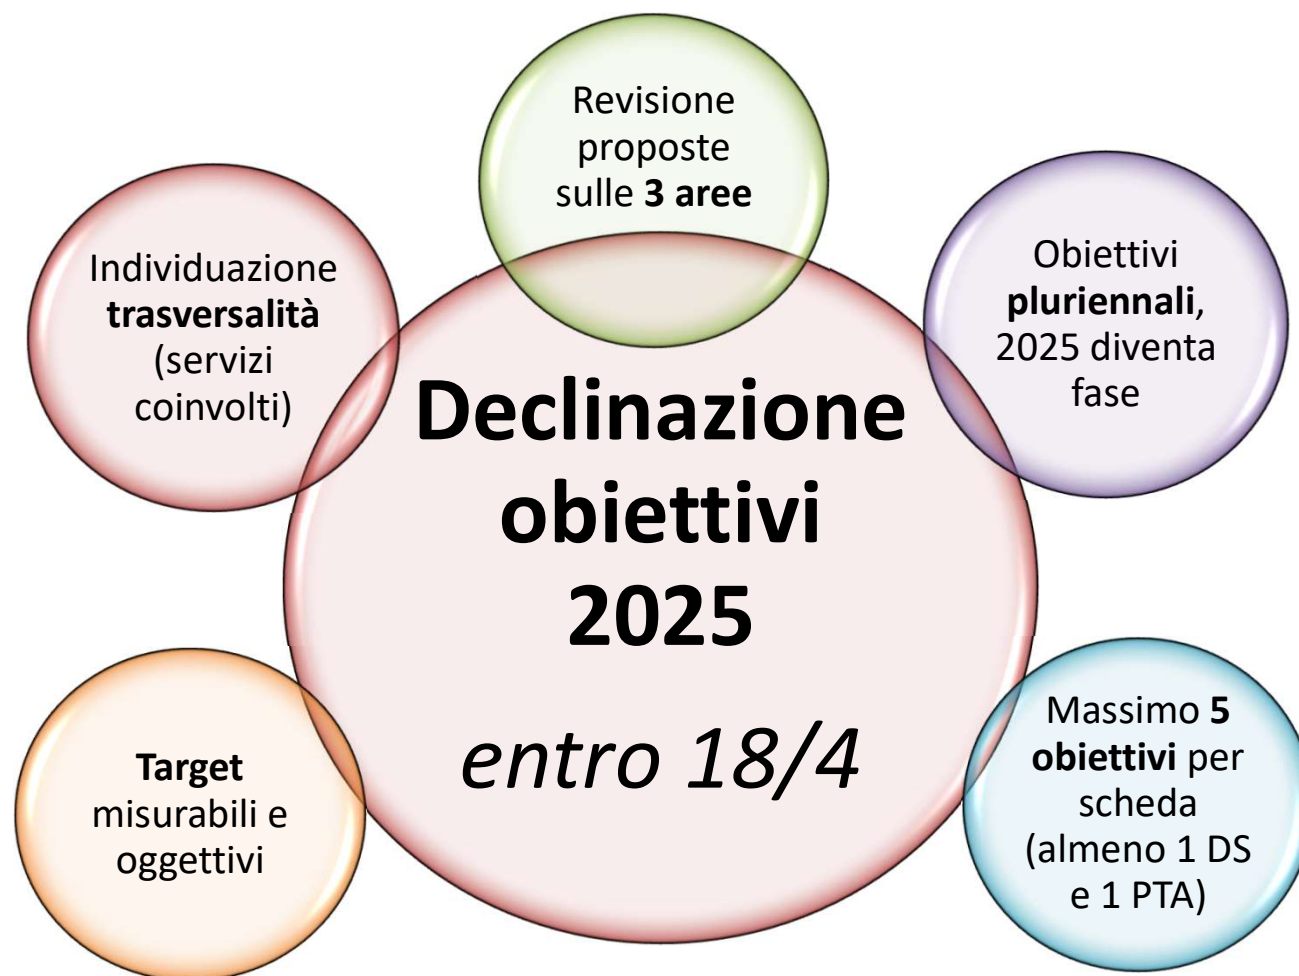 Revisione
proposte
sulle 3 aree
Individuazione
trasversalità
(servizi
coinvolti)
Obiettivi
pluriennali,
2025 diventa
fase
Declinazione
obiettivi
2025
entro 18/4
Target
misurabili e
oggettivi
Massimo 5
obiettivi per
scheda
(almeno 1 DS
e 1 PTA)